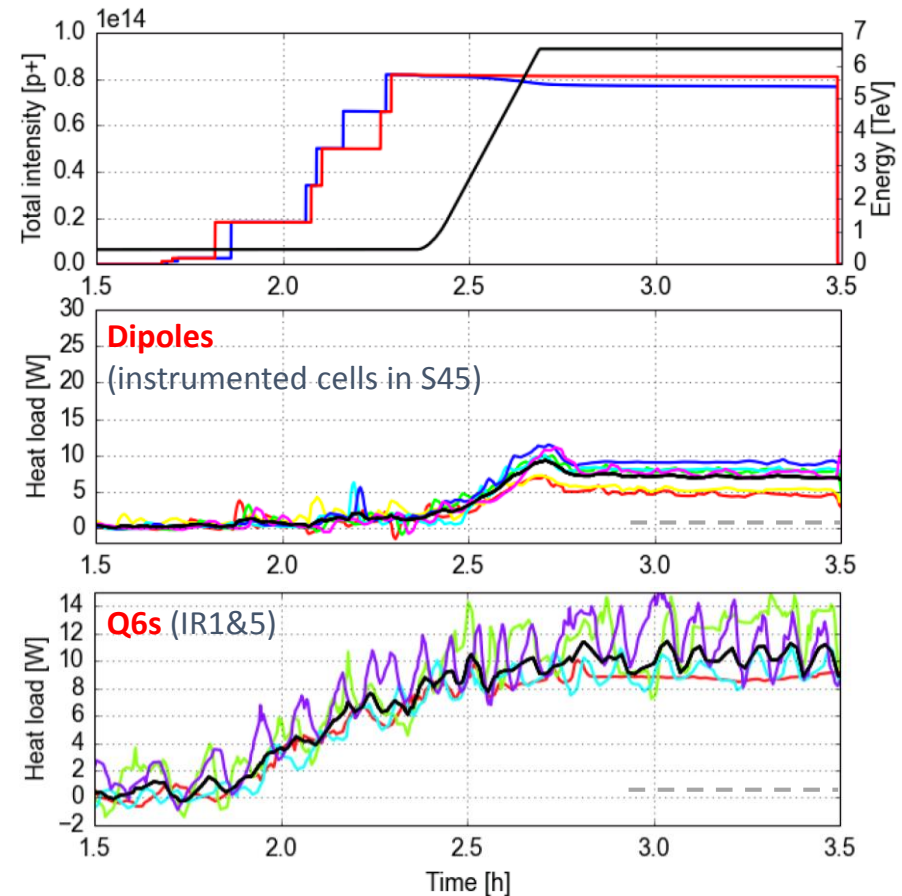 1e14
1.0
0.8
0.6
0.4
0.2
0.0
Total intensity [p+]
7
6
5
4
3
2
1
0
Energy [TeV]
1.5 2.0 2.5 3.0 3.5
30
25
20
15
10
5
0
Heat load [W]
Dipoles
(instrumented cells in S45)
1.5 2.0 2.5 3.0 3.5
14
12
10
8
6
4
2
0
−2
Heat load [W]
Q6s (IR1&5)
1.5 2.0 2.5 3.0 3.5
Time [h]